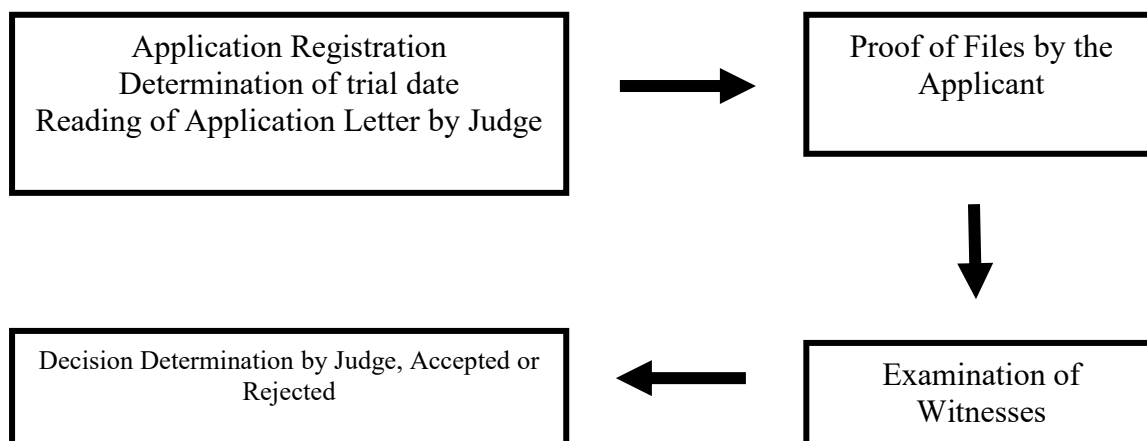 Application Registration
Determination of trial date
Reading of Application Letter by Judge
Proof of Files by the
Applicant
Examination of
Witnesses
Decision Determination by Judge, Accepted or
Rejected